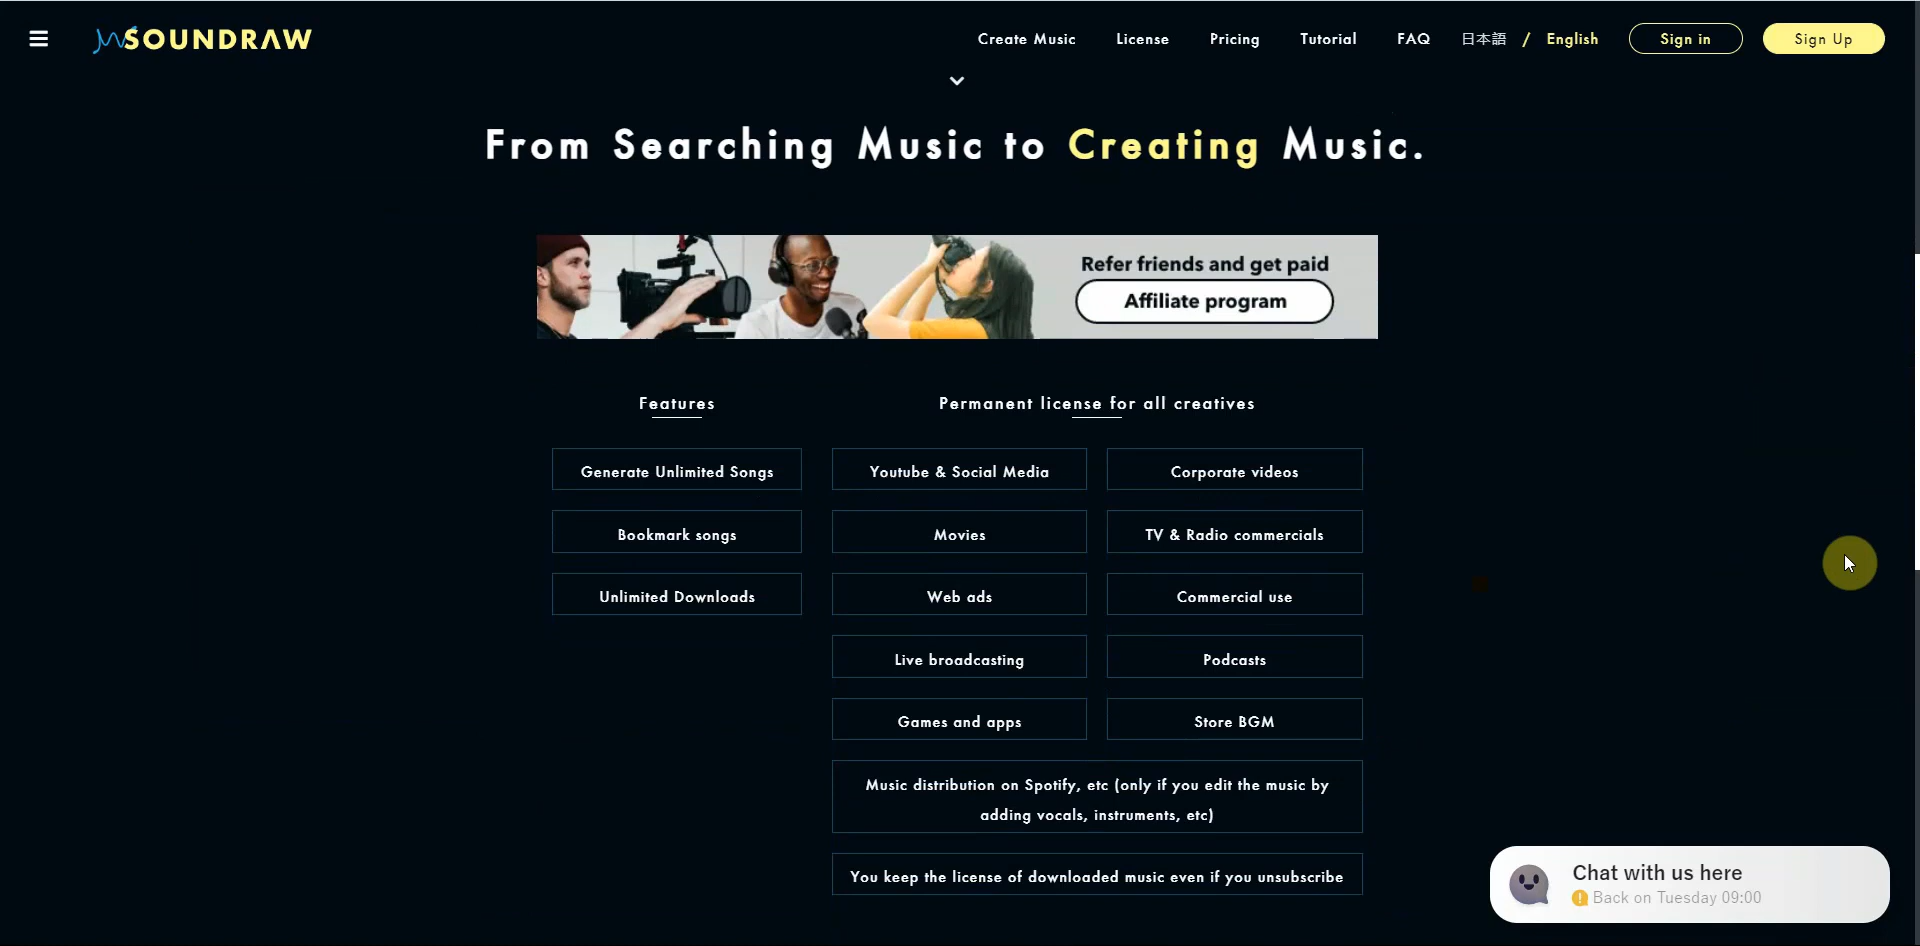 SOUNDRAW
Create Music
License
Pricing
Tutorial
FAQ
日本語 / English
Sign in
Sign Up
From Searching Music to Creating Music.
Refer friends and get paid
Affiliate program
Features
Permanent license for all creatives
Generate Unlimited Songs
Youtube & Social Media
Corporate videos
Bookmark songs
Movies
TV & Radio commercials
Unlimited Downloads
Web ads
Commercial use
Live broadcasting
Podcasts
Games and apps
Store BGM
Music distribution on Spotify, etc (only if you edit the music by
adding vocals, instruments, etc)
You keep the license of downloaded music even if you unsubscribe
Chat with us here
! Back on Tuesday 09:00